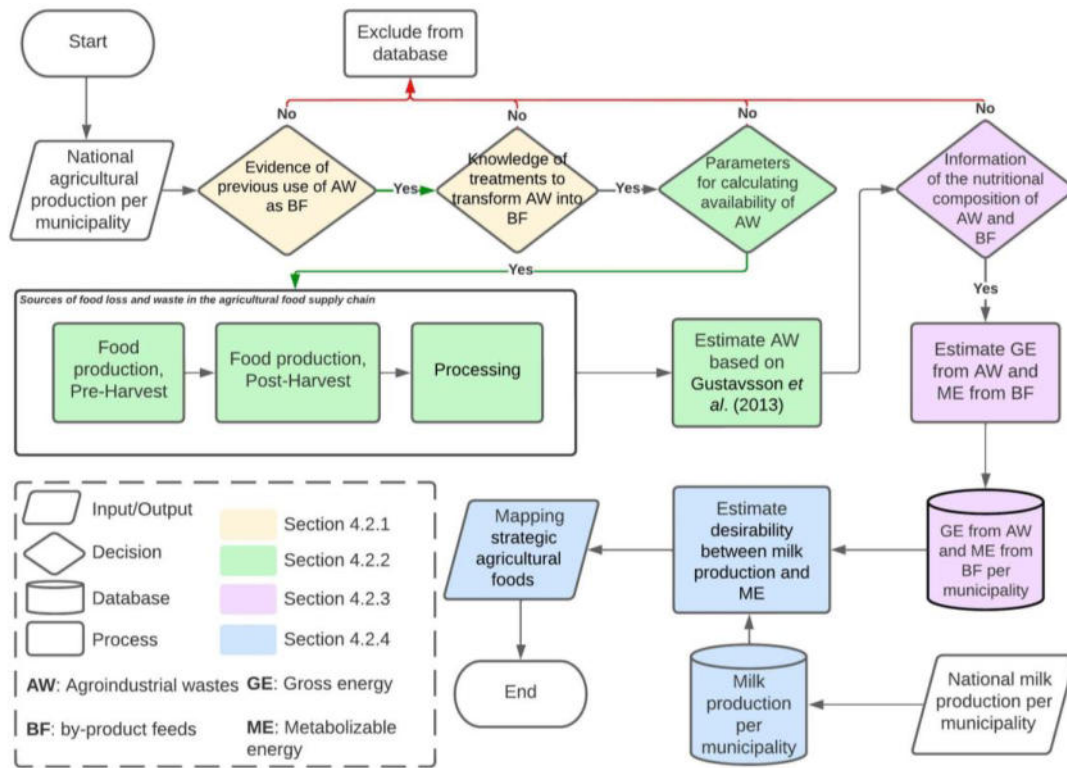 Start
Exclude from
database
No
No
No
No
National
agricultural
production per
municipality
Evidence of
previous use of AW
as BF
Yes
Knowledge of
treatments to
transform AW into
BF
Yes
Parameters
for calculating
availability of
AW
Information
of the nutritional
composition of
AW and
BF
Yes
Yes
Sources of food loss and waste in the agricultural food supply chain
Food
production,
Pre-Harvest
Food production,
Post-Harvest
Processing
Estimate AW
based on
Gustavsson et
al. (2013)
Estimate GE
from AW and
ME from BF
Input/Output
Decision
Database
Process
Section 4.2.1
Section 4.2.2
Section 4.2.3
Section 4.2.4
AW: Agroindustrial wastes
GE: Gross energy
BF: by-product feeds
ME: Metabolizable
energy
Mapping
strategic
agricultural
foods
Estimate
desirability
between milk
production and
ME
GE from AW
and ME from
BF per
municipality
End
Milk
production
per
municipality
National milk
production per
municipality